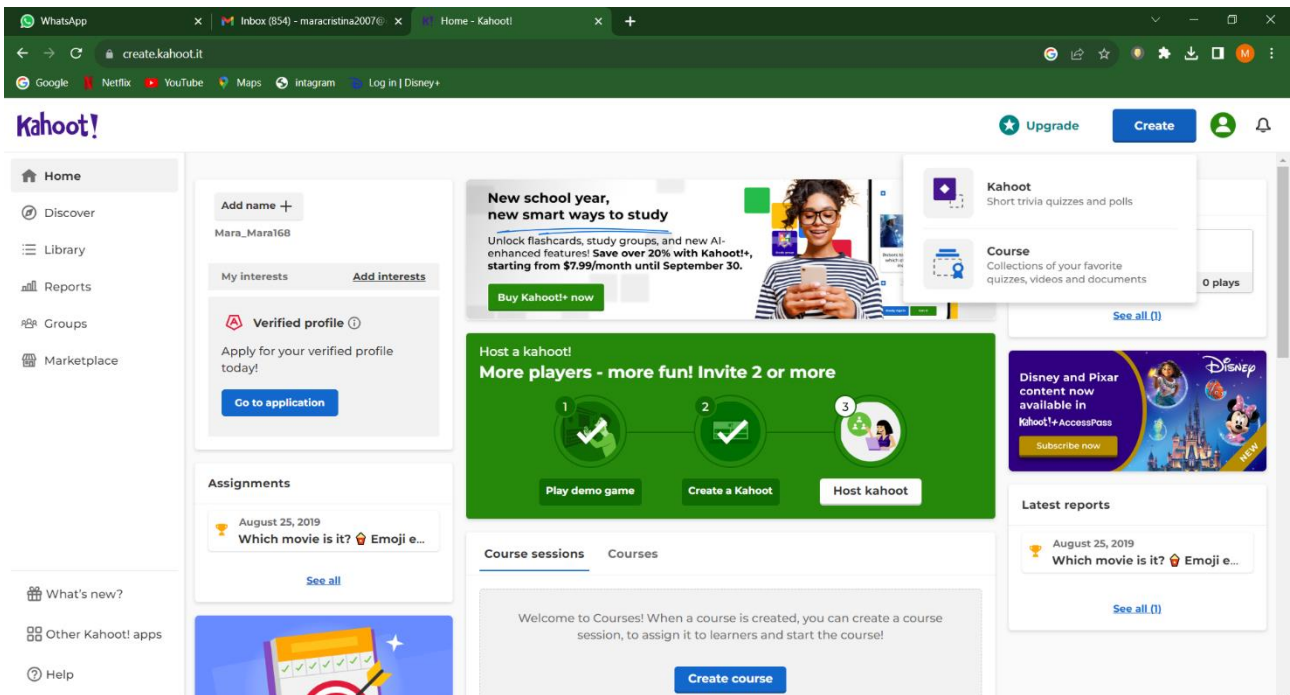 WhatsApp
Inbox (854) - maracristina2007@
Home - Kahoot!
create.kahoot.it
M
Google
Netflix
YouTube
Maps
intagram
Log in | Disney+
Kahoot!
Upgrade
Create
Home
Discover
Library
Reports
Groups
Marketplace
What's new?
Other Kahoot! apps
Help
Add name +
Mara_Mara168
My interests
Add interests
Verified profile
Apply for your verified profile
today!
Go to application
Assignments
August 25, 2019
Which movie is it? 🍿 Emoji e...
See all
New school year,
new smart ways to study
Unlock flashcards, study groups, and new AI-
enhanced features! Save over 20% with Kahoot!+,
starting from $7.99/month until September 30.
Buy Kahoot!+ now
Host a kahoot!
More players - more fun! Invite 2 or more
1
2
3
Play demo game
Create a Kahoot
Host kahoot
Course sessions
Courses
Welcome to Courses! When a course is created, you can create a course
session, to assign it to learners and start the course!
Create course
Kahoot
Short trivia quizzes and polls
Course
Collections of your favorite
quizzes, videos and documents
0 plays
See all (1)
Disney and Pixar
content now
available in
Kahoot!+AccessPass
Subscribe now
Disney
NEW
Latest reports
August 25, 2019
Which movie is it? 🍿 Emoji e...
See all (1)